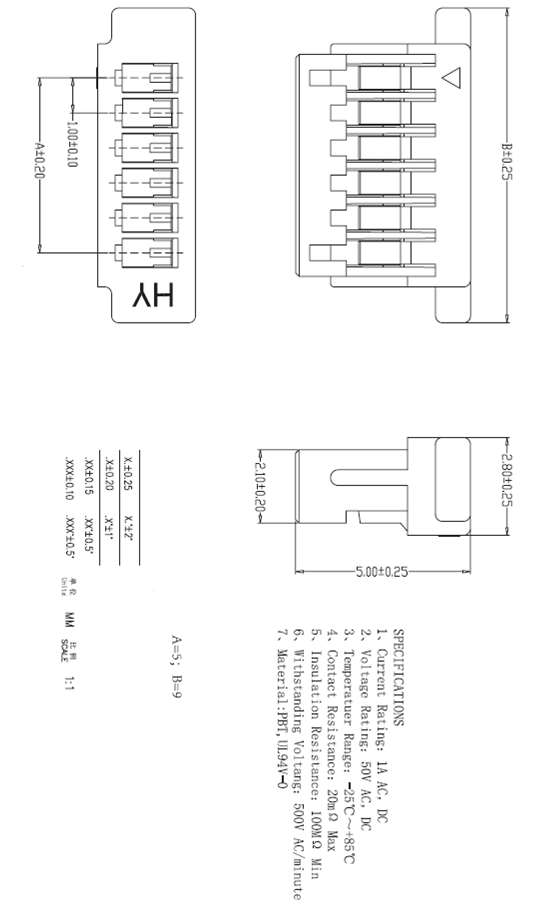 B±0.25
1.00±0.10
A±0.20
HY
2.80±0.25
2.10±0.20
5.00±0.25
SPECIFICATIONS
1、Current Rating: 1A AC, DC
2、Voltage Rating: 50V AC, DC
3、Temperatuer Range: -25℃~+85℃
4、Contact Resistance: 20mΩ Max
5、Insulation Resistance: 100MΩ Min
6、Withstanding Voltang: 500V AC/minute
7、Material:PBT,UL94V-0
A=5; B=9
X.±0.25 X.°±2°
.X±0.20 .X°±1°
.XX±0.15 .XX°±0.5°
.XXX±0.10 .XXX°±0.5°
单位 Units MM 比例 SCALE 1:1